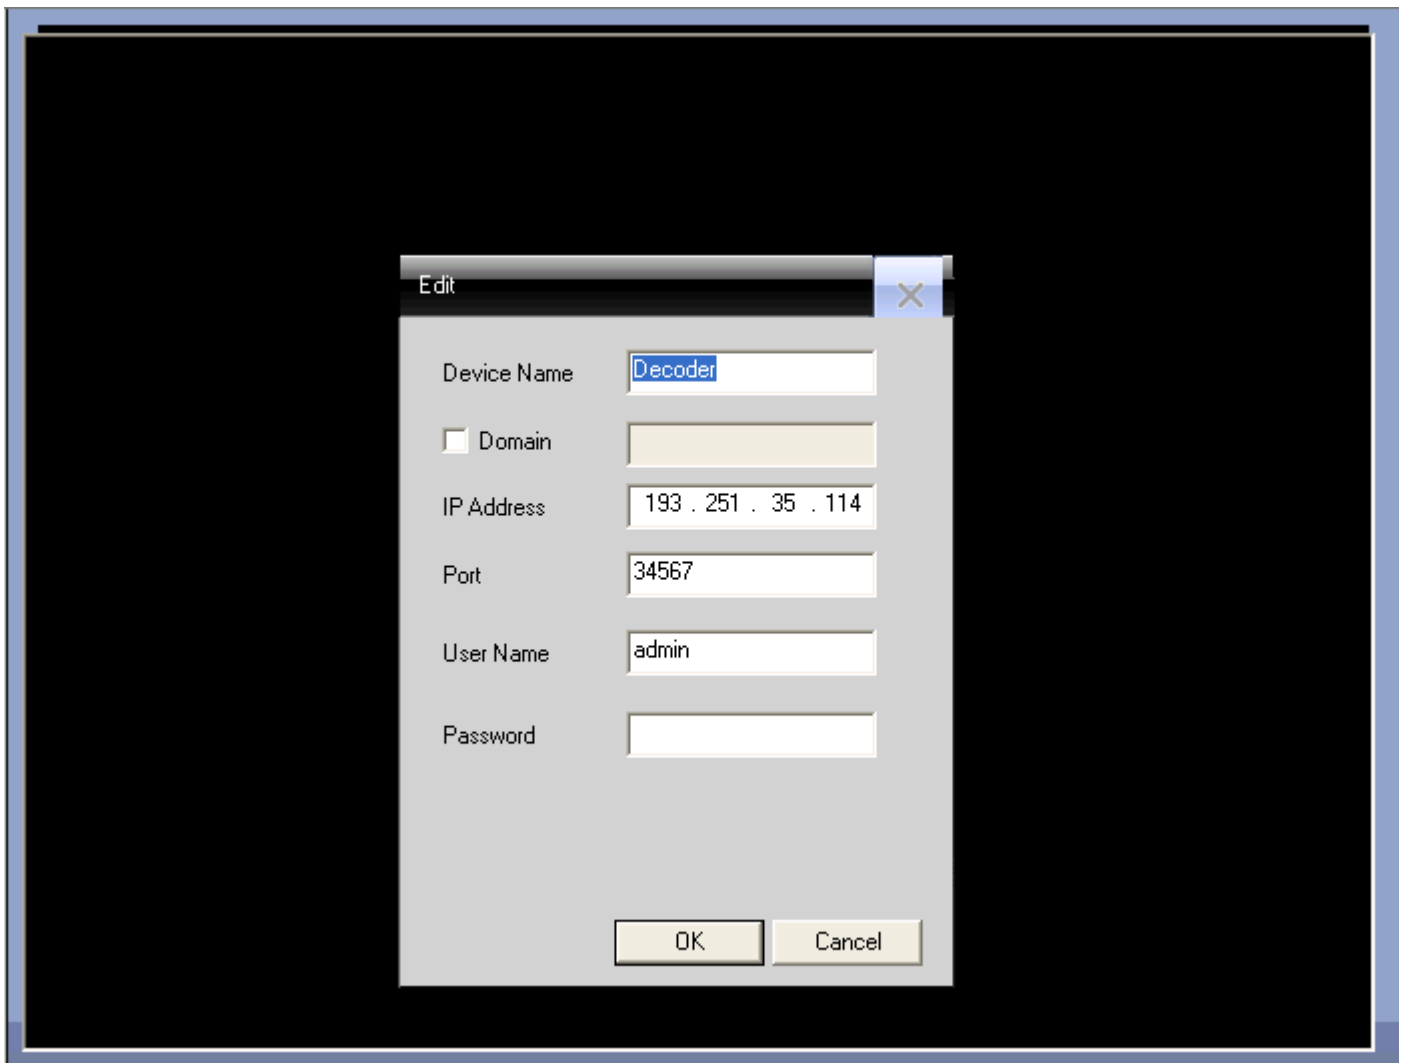 Edit
Device Name Decoder
Domain
IP Address 193 . 251 . 35 . 114
Port 34567
User Name admin
Password
OK Cancel